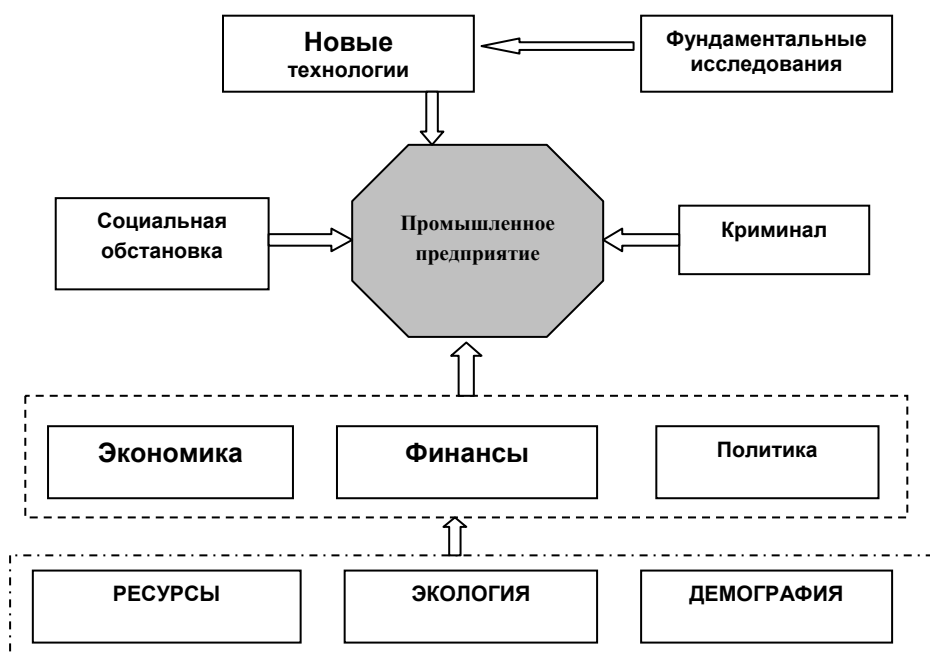 Новые
технологии
Фундаментальные
исследования
Социальная
обстановка
Промышленное
предприятие
Криминал
Экономика
Финансы
Политика
РЕСУРСЫ
ЭКОЛОГИЯ
ДЕМОГРАФИЯ